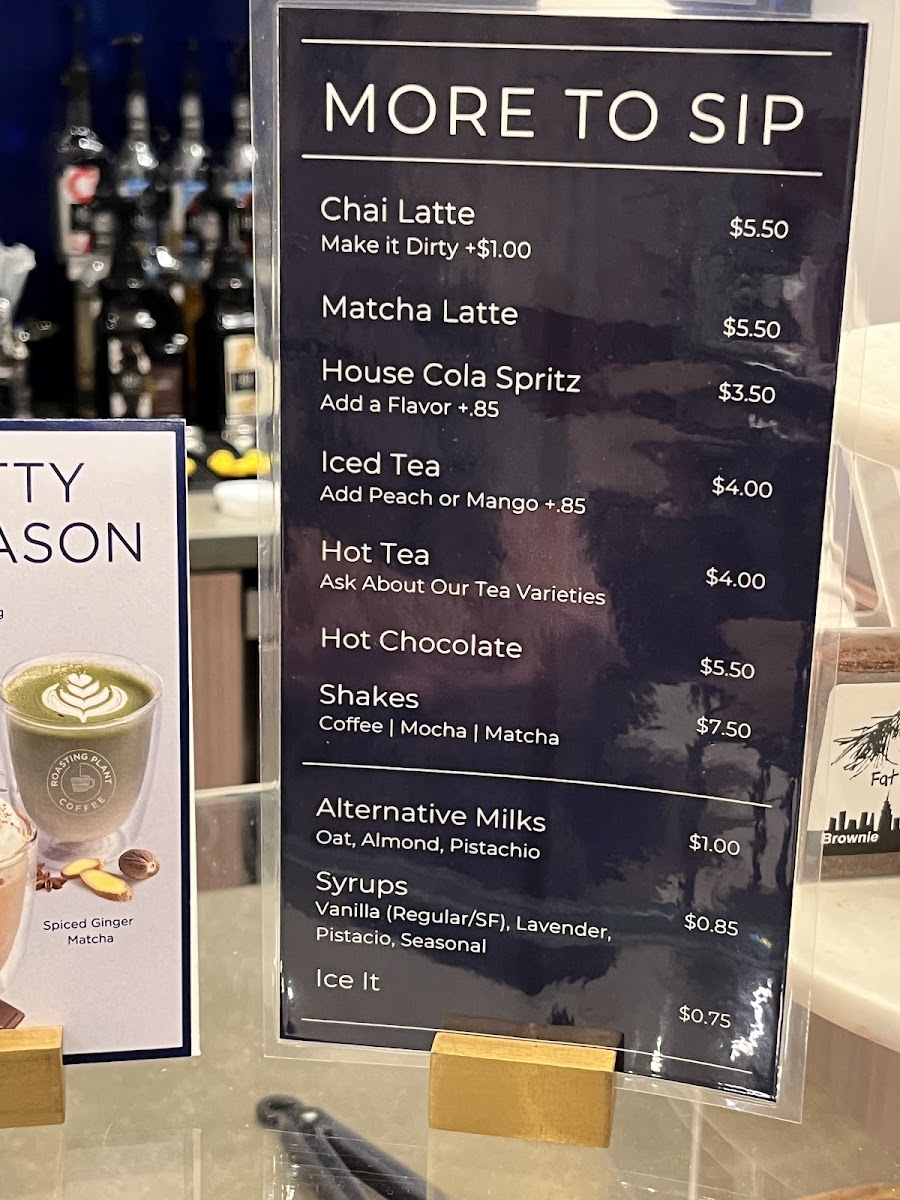 MORE TO SIP
Chai Latte $5.50
Make it Dirty +$1.00
Matcha Latte $5.50
House Cola Spritz $3.50
Add a Flavor +.85
Iced Tea $4.00
Add Peach or Mango +.85
Hot Tea $4.00
Ask About Our Tea Varieties
Hot Chocolate $5.50
Shakes $7.50
Coffee | Mocha | Matcha
Alternative Milks $1.00
Oat, Almond, Pistachio
Syrups $0.85
Vanilla (Regular/SF), Lavender,
Pistacio, Seasonal
Ice It $0.75
TTY
ASON
g
ROASTING PLANT
COFFEE
Spiced Ginger
Matcha
Fat
Brownie